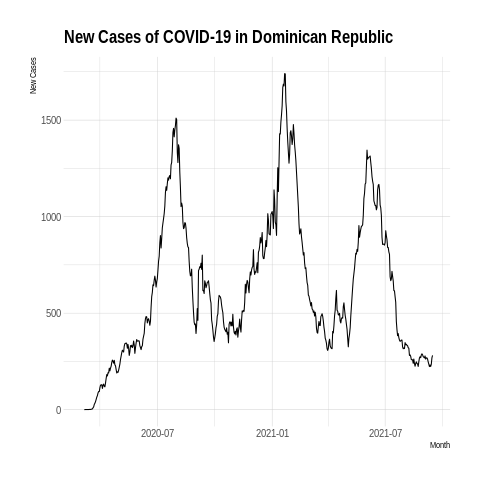 New Cases of COVID-19 in Dominican Republic
New Cases
1500
1000
500
0
2020-07
2021-01
2021-07
Month